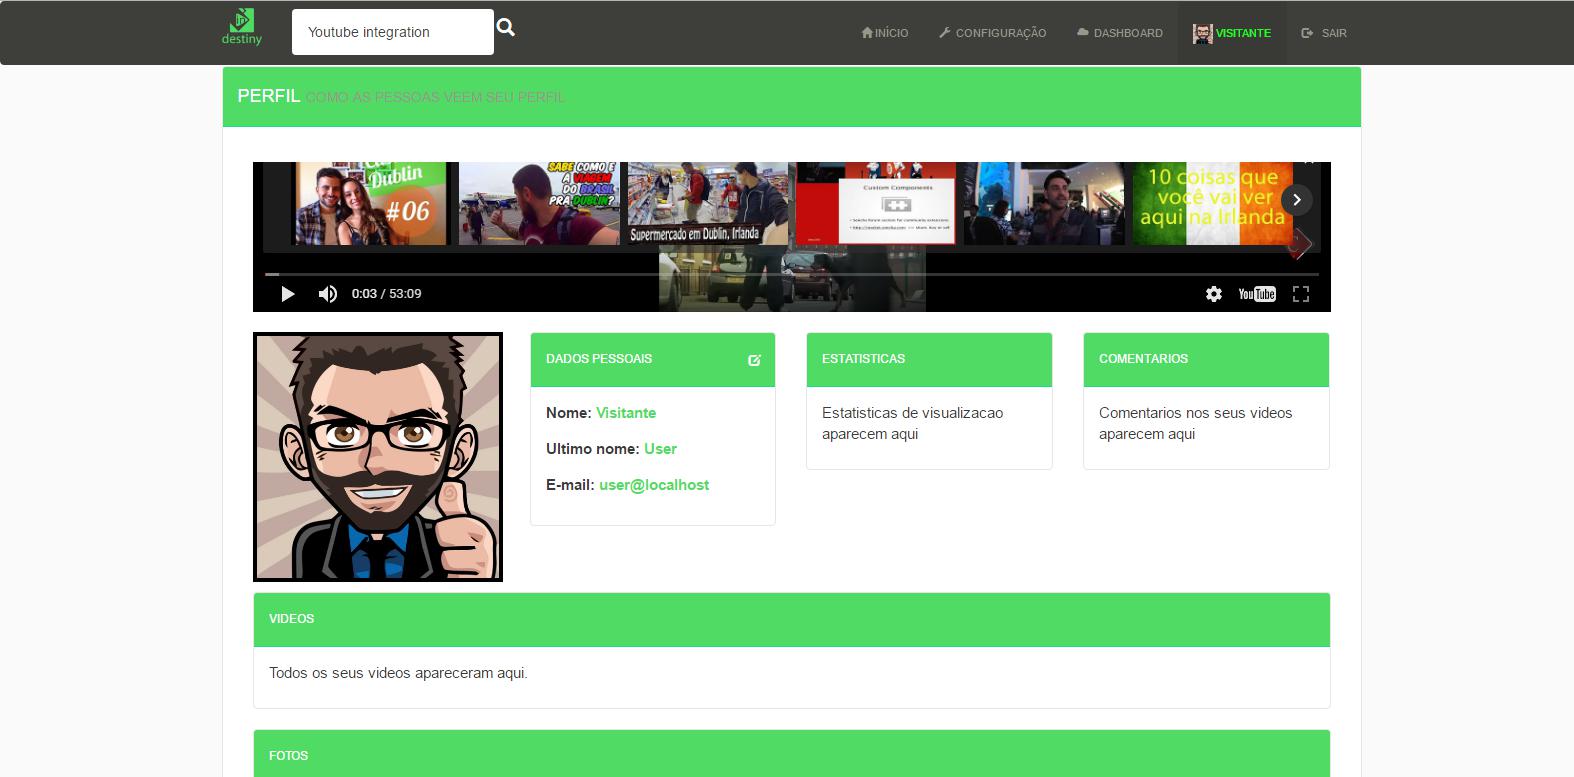 in
destiny
Youtube integration
INÍCIO
CONFIGURAÇÃO
DASHBOARD
VISITANTE
SAIR
PERFIL COMO AS PESSOAS VEEM SEU PERFIL
Dublin
#06
SABE COMO É
A VIAGEM
DO BRASIL
PRA DUBLIN?
Supermercado em Dublin, Irlanda
Custom Components
10 coisas que
você vai ver
aqui na Irlanda
0:03 / 53:09
YouTube
DADOS PESSOAIS
Nome: Visitante
Ultimo nome: User
E-mail: user@localhost
ESTATISTICAS
Estatisticas de visualizacao
aparecem aqui
COMENTARIOS
Comentarios nos seus videos
aparecem aqui
VIDEOS
Todos os seus videos apareceram aqui.
FOTOS